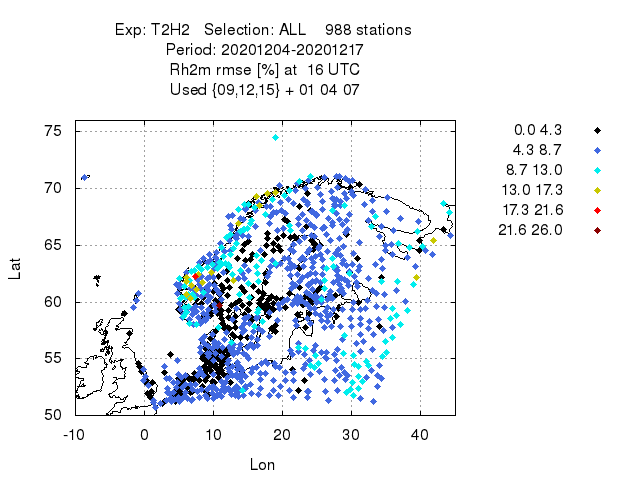 Exp: T2H2   Selection: ALL    988 stations
Period: 20201204-20201217
Rh2m rmse [%] at  16 UTC
Used {09,12,15} + 01 04 07
75
70
65
60
55
50
-10 0 10 20 30 40
Lat
Lon
0.0 4.3
4.3 8.7
8.7 13.0
13.0 17.3
17.3 21.6
21.6 26.0